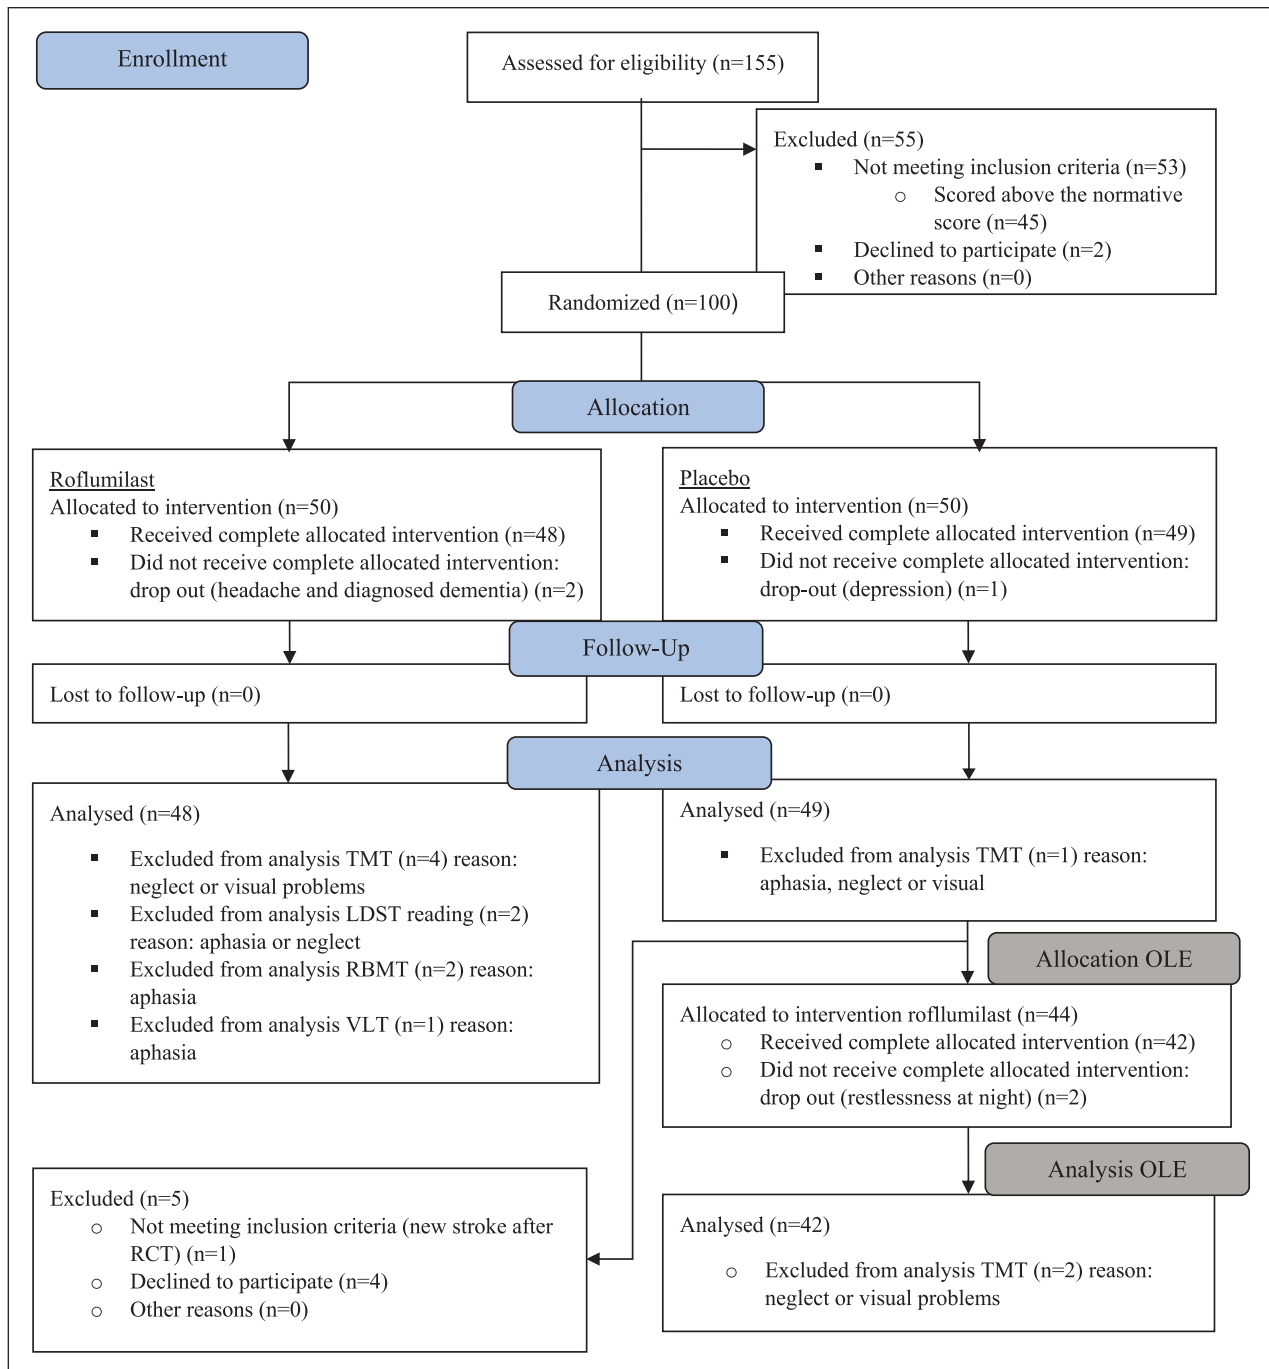 Enrollment
Assessed for eligibility (n=155)
Excluded (n=55)
▪ Not meeting inclusion criteria (n=53)
o Scored above the normative
score (n=45)
▪ Declined to participate (n=2)
▪ Other reasons (n=0)
Randomized (n=100)
Allocation
Roflumilast
Allocated to intervention (n=50)
▪ Received complete allocated intervention (n=48)
▪ Did not receive complete allocated intervention:
drop out (headache and diagnosed dementia) (n=2)
Placebo
Allocated to intervention (n=50)
▪ Received complete allocated intervention (n=49)
▪ Did not receive complete allocated intervention:
drop-out (depression) (n=1)
Follow-Up
Lost to follow-up (n=0)
Lost to follow-up (n=0)
Analysis
Analysed (n=48)
▪ Excluded from analysis TMT (n=4) reason:
neglect or visual problems
▪ Excluded from analysis LDST reading (n=2)
reason: aphasia or neglect
▪ Excluded from analysis RBMT (n=2) reason:
aphasia
▪ Excluded from analysis VLT (n=1) reason:
aphasia
Analysed (n=49)
▪ Excluded from analysis TMT (n=1) reason:
aphasia, neglect or visual
Allocation OLE
Allocated to intervention rofllumilast (n=44)
o Received complete allocated intervention (n=42)
o Did not receive complete allocated intervention:
drop out (restlessness at night) (n=2)
Analysis OLE
Excluded (n=5)
o Not meeting inclusion criteria (new stroke after
RCT) (n=1)
o Declined to participate (n=4)
o Other reasons (n=0)
Analysed (n=42)
o Excluded from analysis TMT (n=2) reason:
neglect or visual problems